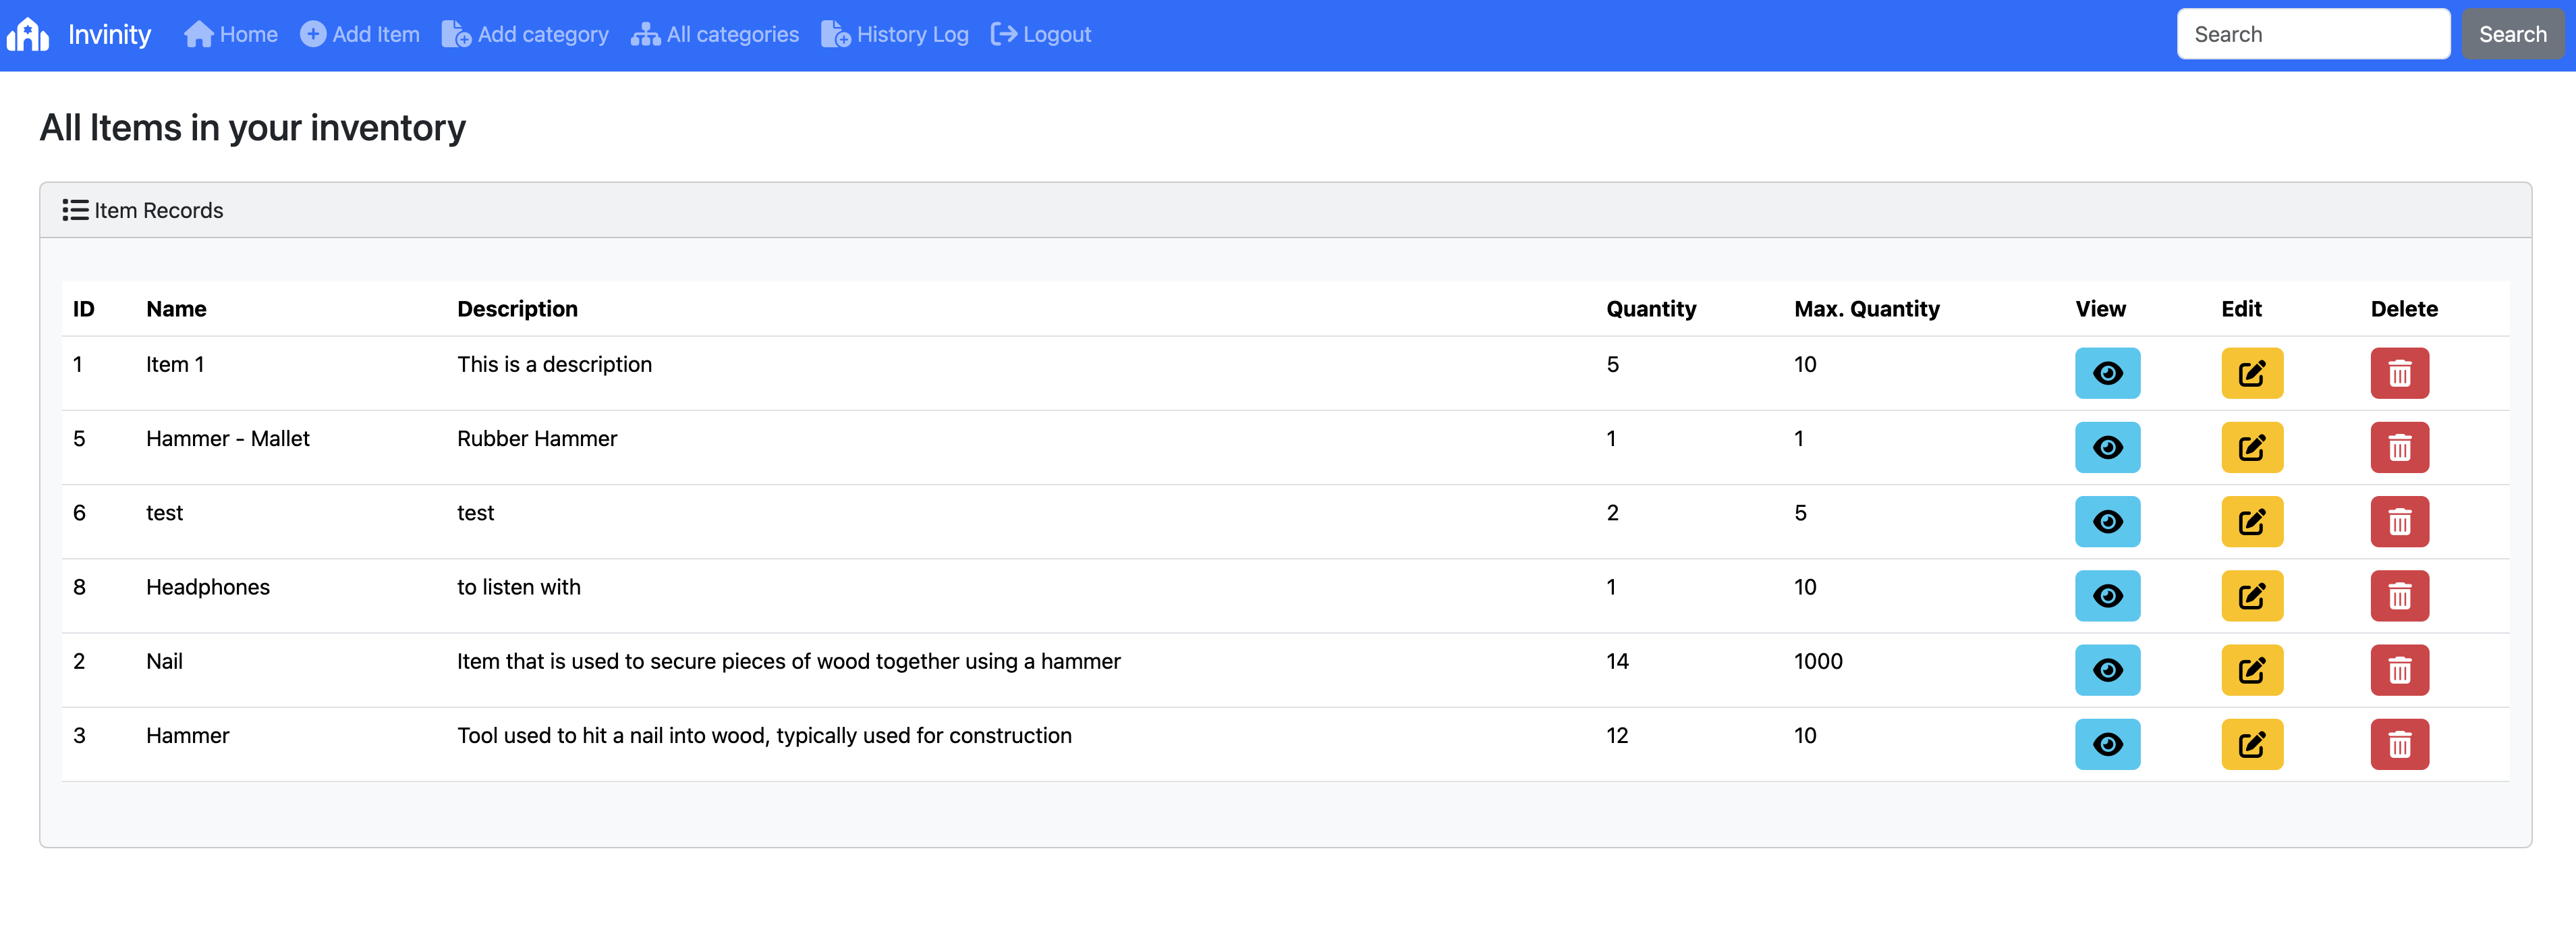 Invinity Home Add Item Add category All categories History Log Logout Search Search
All Items in your inventory
Item Records
ID Name Description Quantity Max. Quantity View Edit Delete
1 Item 1 This is a description 5 10
5 Hammer - Mallet Rubber Hammer 1 1
6 test test 2 5
8 Headphones to listen with 1 10
2 Nail Item that is used to secure pieces of wood together using a hammer 14 1000
3 Hammer Tool used to hit a nail into wood, typically used for construction 12 10